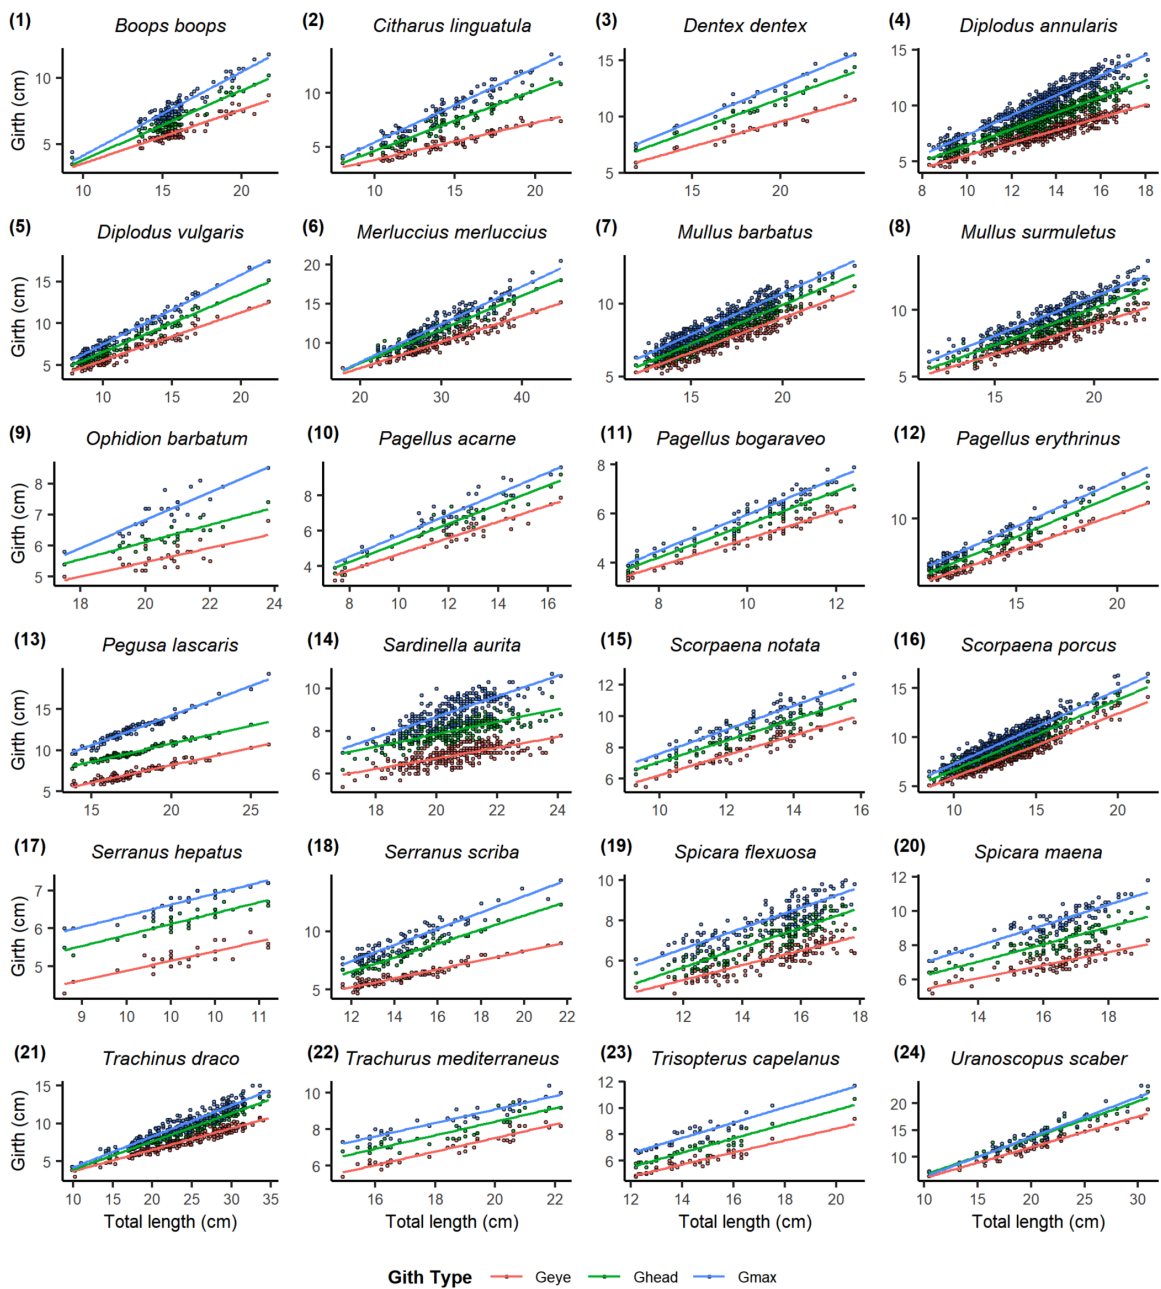 (1) Boops boops
(2) Citharus linguatula
(3) Dentex dentex
(4) Diplodus annularis
Girth (cm)
10
5
10 15 20
10
5
10 15 20
15
10
5
15 20
15
10
5
8 10 12 14 16 18
(5) Diplodus vulgaris
(6) Merluccius merluccius
(7) Mullus barbatus
(8) Mullus surmuletus
Girth (cm)
15
10
5
10 15 20
20
15
10
20 30 40
10
5
15 20
10
5
15 20
(9) Ophidion barbatum
(10) Pagellus acarne
(11) Pagellus bogaraveo
(12) Pagellus erythrinus
Girth (cm)
8
7
6
5
18 20 22 24
8
6
4
8 10 12 14 16
8
6
4
8 10 12
10
15 20
(13) Pegusa lascaris
(14) Sardinella aurita
(15) Scorpaena notata
(16) Scorpaena porcus
Girth (cm)
15
10
5
15 20 25
10
8
6
18 20 22 24
12
10
8
6
10 12 14 16
15
10
5
10 15 20
(17) Serranus hepatus
(18) Serranus scriba
(19) Spicara flexuosa
(20) Spicara maena
Girth (cm)
7
6
5
9 10 10 10 11
10
5
12 14 16 18 20 22
10
8
6
12 14 16 18
12
10
8
6
14 16 18
(21) Trachinus draco
(22) Trachurus mediterraneus
(23) Trisopterus capelanus
(24) Uranoscopus scaber
Girth (cm)
15
10
5
10 15 20 25 30 35
10
8
6
16 18 20 22
12
10
8
6
12 14 16 18 20
20
15
10
10 15 20 25 30
Total length (cm)
Total length (cm)
Total length (cm)
Total length (cm)
Gith Type Geye Ghead Gmax